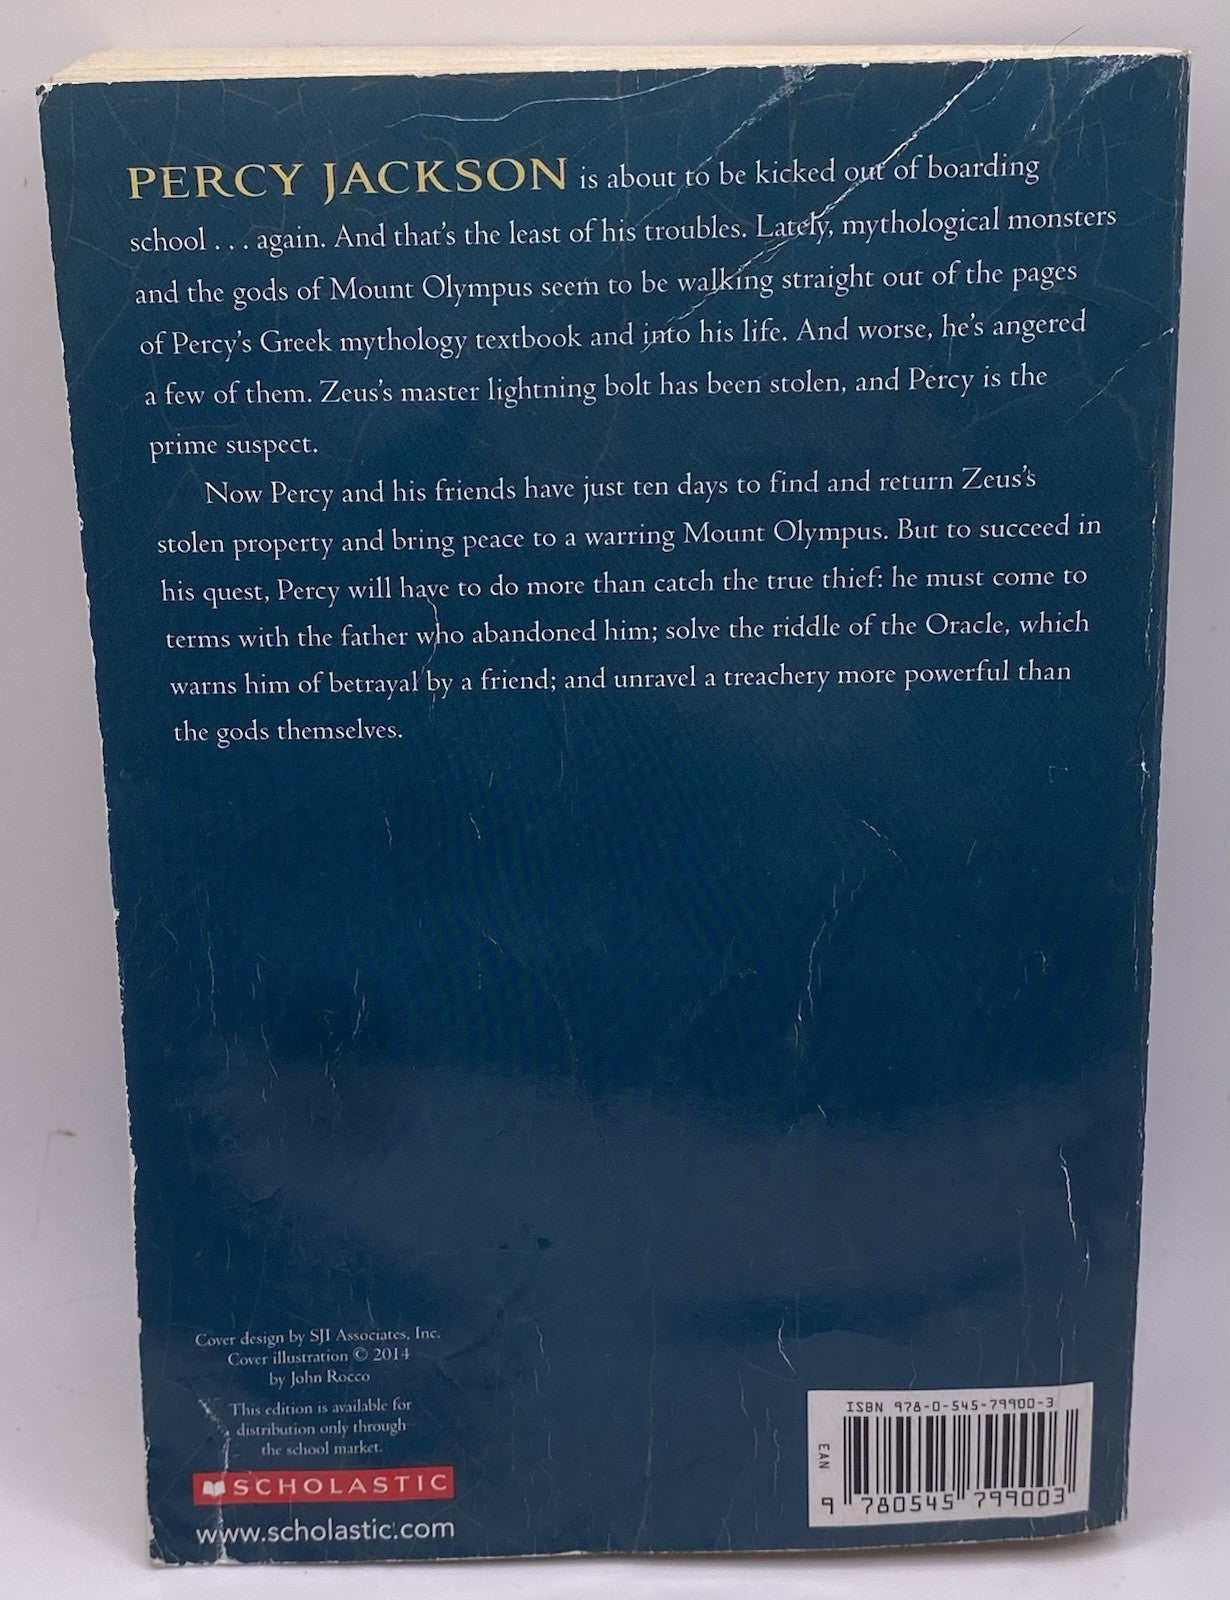 PERCY JACKSON is about to be kicked out of boarding
school . . . again. And that's the least of his troubles. Lately, mythological monsters
and the gods of Mount Olympus seem to be walking straight out of the pages
of Percy's Greek mythology textbook and into his life. And worse, he's angered
a few of them. Zeus's master lightning bolt has been stolen, and Percy is the
prime suspect.
Now Percy and his friends have just ten days to find and return Zeus's
stolen property and bring peace to a warring Mount Olympus. But to succeed in
his quest, Percy will have to do more than catch the true thief: he must come to
terms with the father who abandoned him; solve the riddle of the Oracle, which
warns him of betrayal by a friend; and unravel a treachery more powerful than
the gods themselves.
Cover design by SJI Associates, Inc.
Cover illustration © 2014
by John Rocco
This edition is available for
distribution only through
the school market.
SCHOLASTIC
www.scholastic.com
ISBN 978-0-545-79900-3
EAN
9 780545 799003